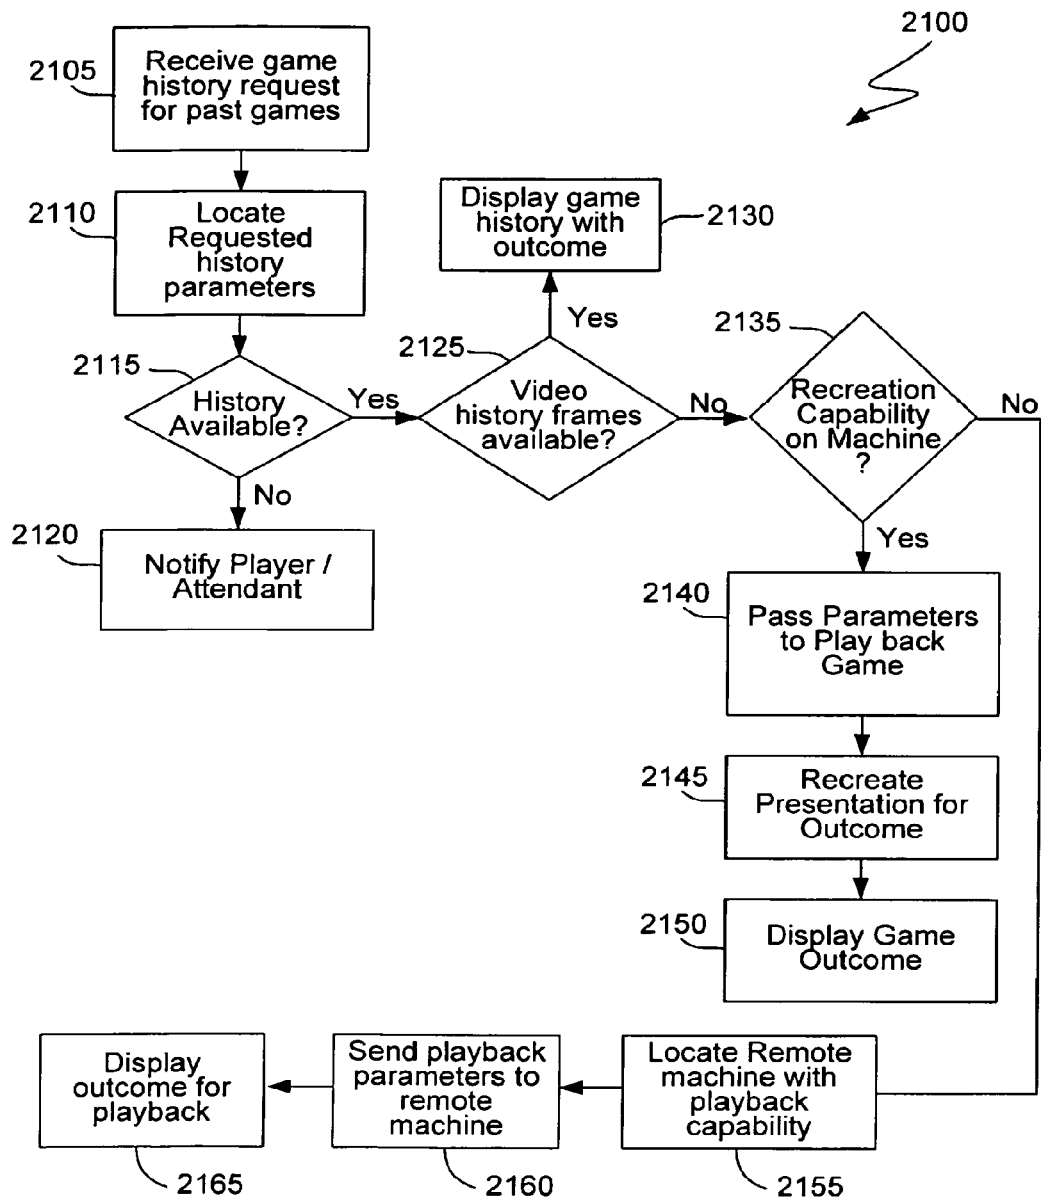 2100
2105
Receive game
history request
for past games
2110
Locate
Requested
history
parameters
2115
History
Available?
Yes
No
2120
Notify Player /
Attendant
2125
Video
history frames
available?
Yes
No
2130
Display game
history with
outcome
2135
Recreation
Capability
on Machine
?
No
Yes
2140
Pass Parameters
to Play back
Game
2145
Recreate
Presentation for
Outcome
2150
Display Game
Outcome
Locate Remote
machine with
playback
capability
2155
Send playback
parameters to
remote
machine
2160
Display
outcome for
playback
2165